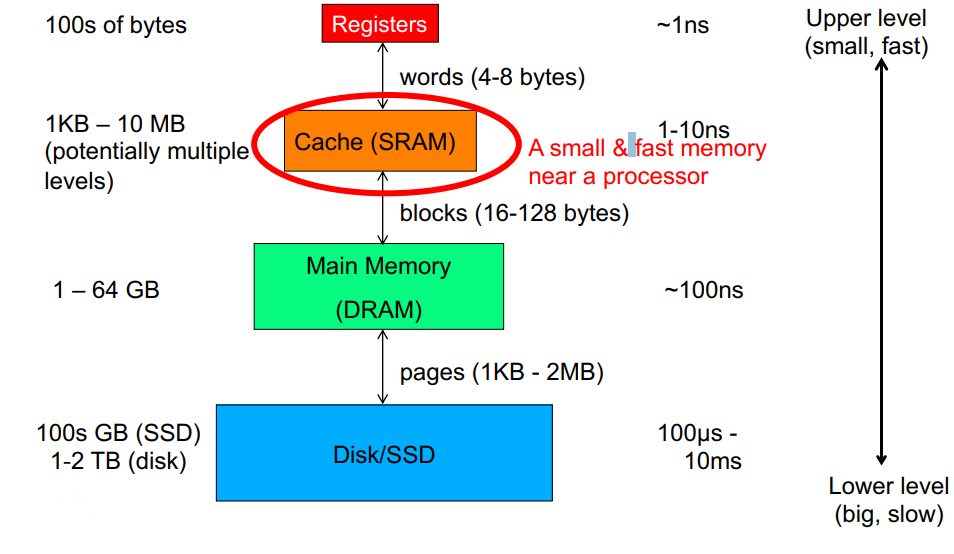 100s of bytes
Registers
~1ns
Upper level
(small, fast)
words (4-8 bytes)
1KB – 10 MB
(potentially multiple
levels)
Cache (SRAM)
1-10ns
A small & fast memory
near a processor
blocks (16-128 bytes)
1 – 64 GB
Main Memory
(DRAM)
~100ns
pages (1KB - 2MB)
100s GB (SSD)
1-2 TB (disk)
Disk/SSD
100µs -
10ms
Lower level
(big, slow)